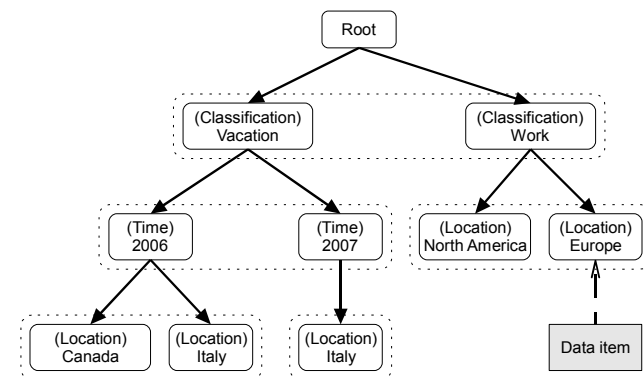 Root
(Classification)
Vacation
(Classification)
Work
(Time)
2006
(Time)
2007
(Location)
North America
(Location)
Europe
(Location)
Canada
(Location)
Italy
(Location)
Italy
Data item